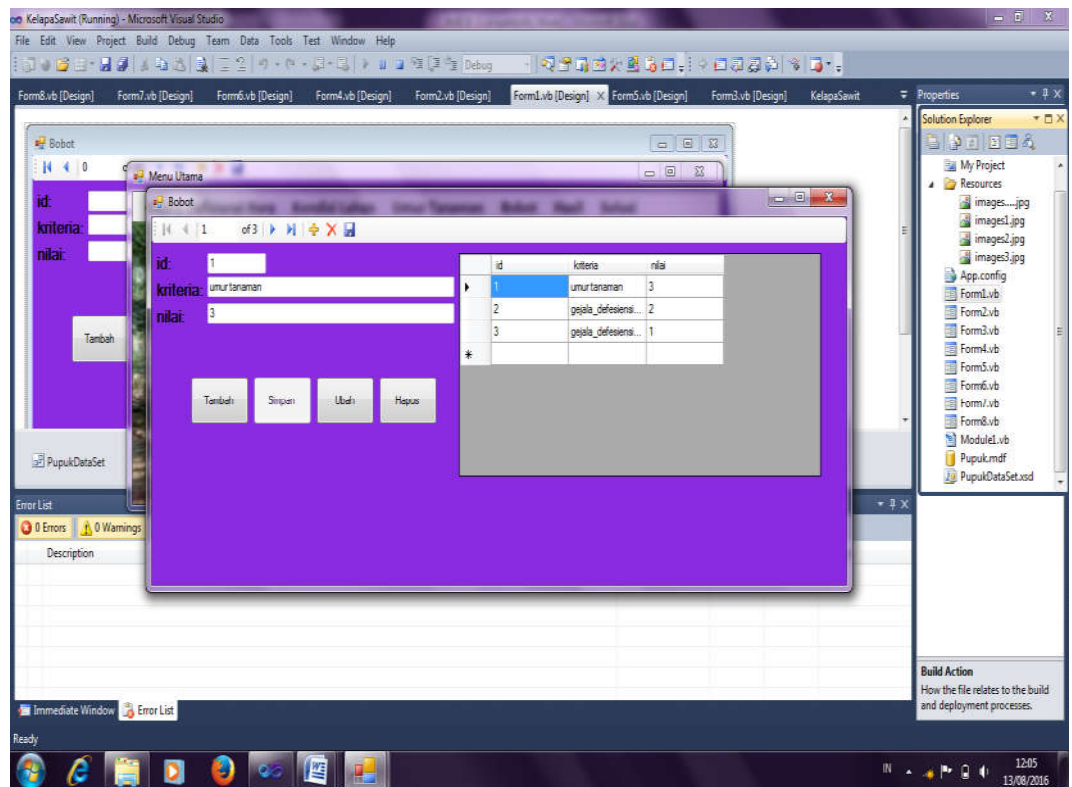 KelapaSawit (Running) - Microsoft Visual Studio
File Edit View Project Build Debug Team Data Tools Test Window Help
Debug
Form8.vb [Design] Form7.vb [Design] Form6.vb [Design] Form4.vb [Design] Form2.vb [Design] Form1.vb [Design] X Form5.vb [Design] Form3.vb [Design] KelapaSawit
Properties
Solution Explorer
My Project
Resources
images....jpg
images1.jpg
images2.jpg
images3.jpg
App.config
Form1.vb
Form2.vb
Form3.vb
Form4.vb
Form5.vb
Form6.vb
Form7.vb
Form8.vb
Module1.vb
Pupuk.mdf
PupukDataSet.xsd
Bobot
0
id:
kriteria:
nilai:
Tambah
PupukDataSet
Menu Utama
Bobot
1 of 3
id: 1
kriteria: umur tanaman
nilai: 3
Tambah Simpan Ubah Hapus
id kriteria nilai
1 umur tanaman 3
2 gejala_defesiensi... 2
3 gejala_defesiensi... 1
*
Error List
0 Errors 0 Warnings
Description
Build Action
How the file relates to the build
and deployment processes.
Immediate Window Error List
Ready
IN
12:05
13/08/2016